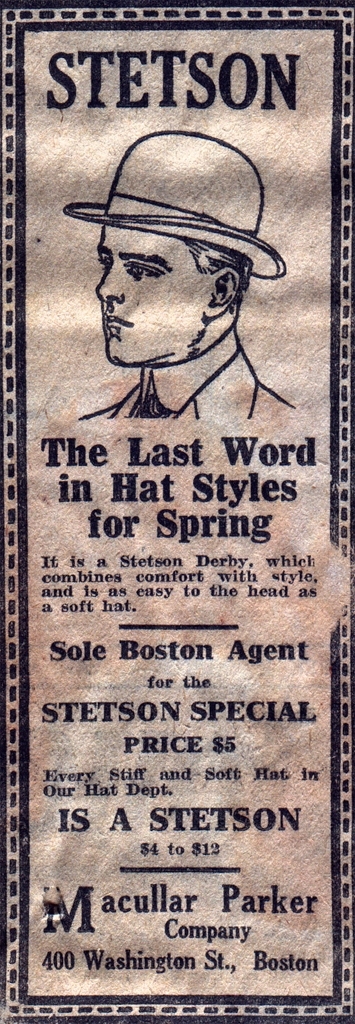 STETSON
The Last Word
in Hat Styles
for Spring
It is a Stetson Derby, which
combines comfort with style,
and is as easy to the head as
a soft hat.
Sole Boston Agent
for the
STETSON SPECIAL
PRICE $5
Every Stiff and Soft Hat in
Our Hat Dept.
IS A STETSON
$4 to $12
Macullar Parker
Company
400 Washington St., Boston